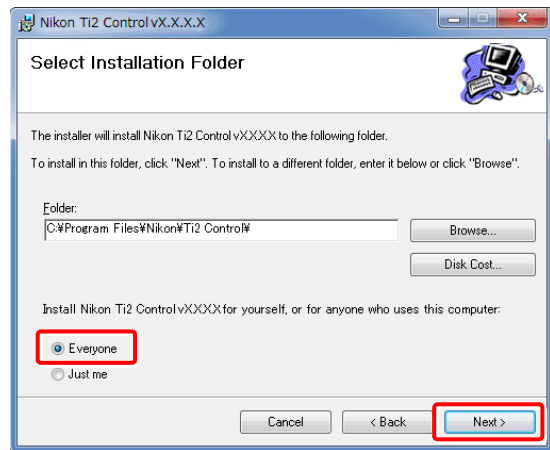 Nikon Ti2 Control vX.X.X.X
Select Installation Folder
The installer will install Nikon Ti2 Control vXXXX to the following folder.
To install in this folder, click "Next". To install to a different folder, enter it below or click "Browse".
Folder:
C:¥Program Files¥Nikon¥Ti2 Control¥
Browse...
Disk Cost...
Install Nikon Ti2 Control vXXXX for yourself, or for anyone who uses this computer:
Everyone
Just me
Cancel
< Back
Next >